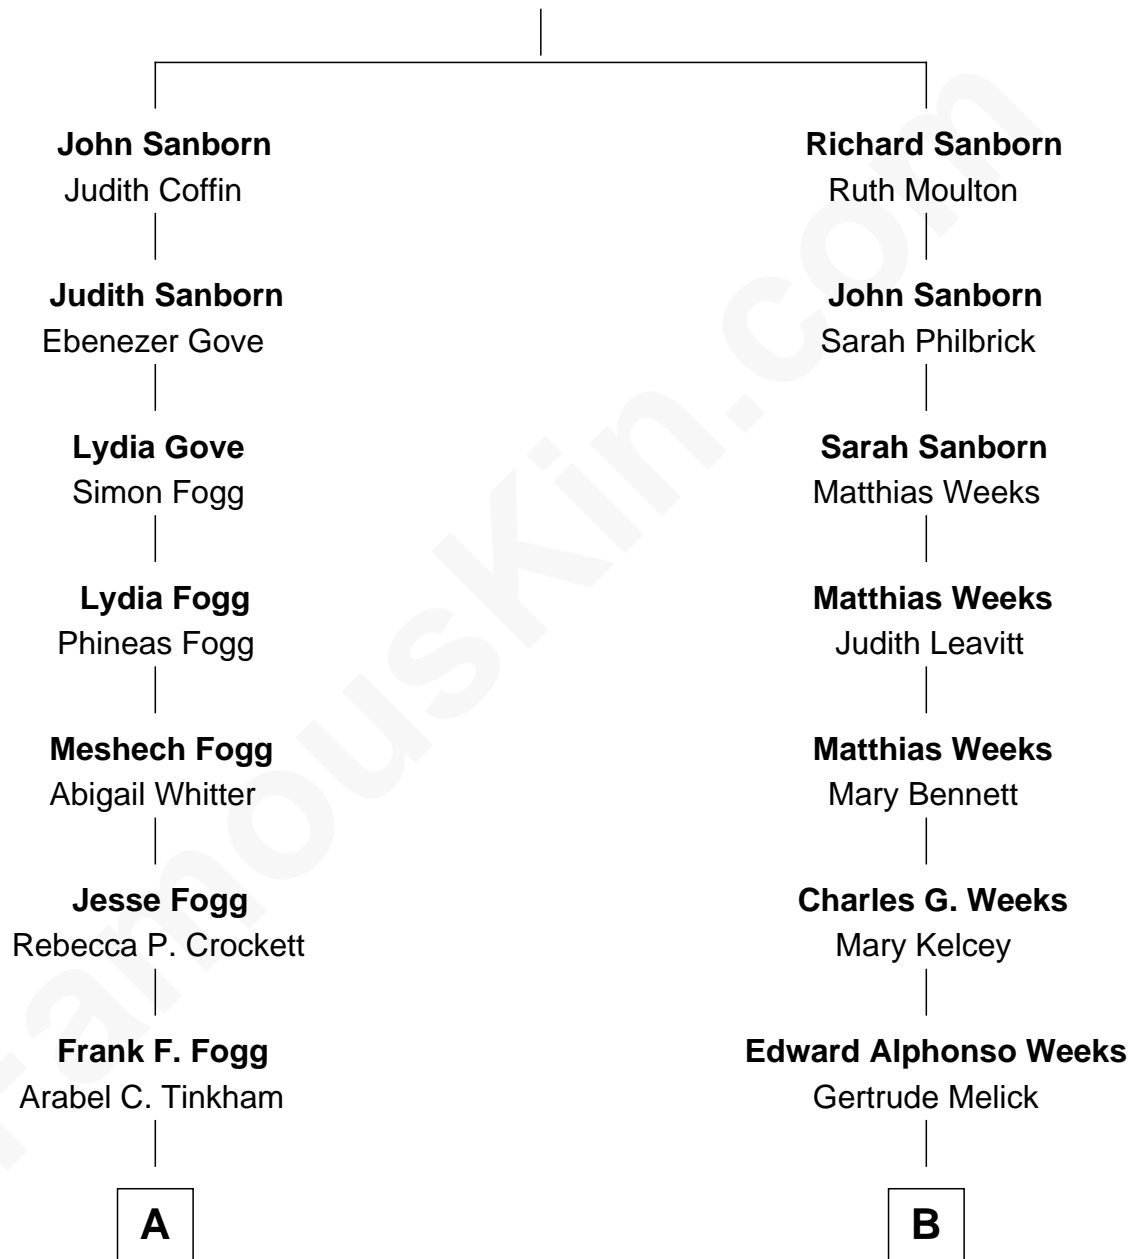 John Sanborn
Judith Coffin
Judith Sanborn
Ebenezer Gove
Lydia Gove
Simon Fogg
Lydia Fogg
Phineas Fogg
Meshech Fogg
Abigail Whitter
Jesse Fogg
Rebecca P. Crockett
Frank F. Fogg
Arabel C. Tinkham
A
Richard Sanborn
Ruth Moulton
John Sanborn
Sarah Philbrick
Sarah Sanborn
Matthias Weeks
Matthias Weeks
Judith Leavitt
Matthias Weeks
Mary Bennett
Charles G. Weeks
Mary Kelcey
Edward Alphonso Weeks
Gertrude Melick
B
FamousKin.com